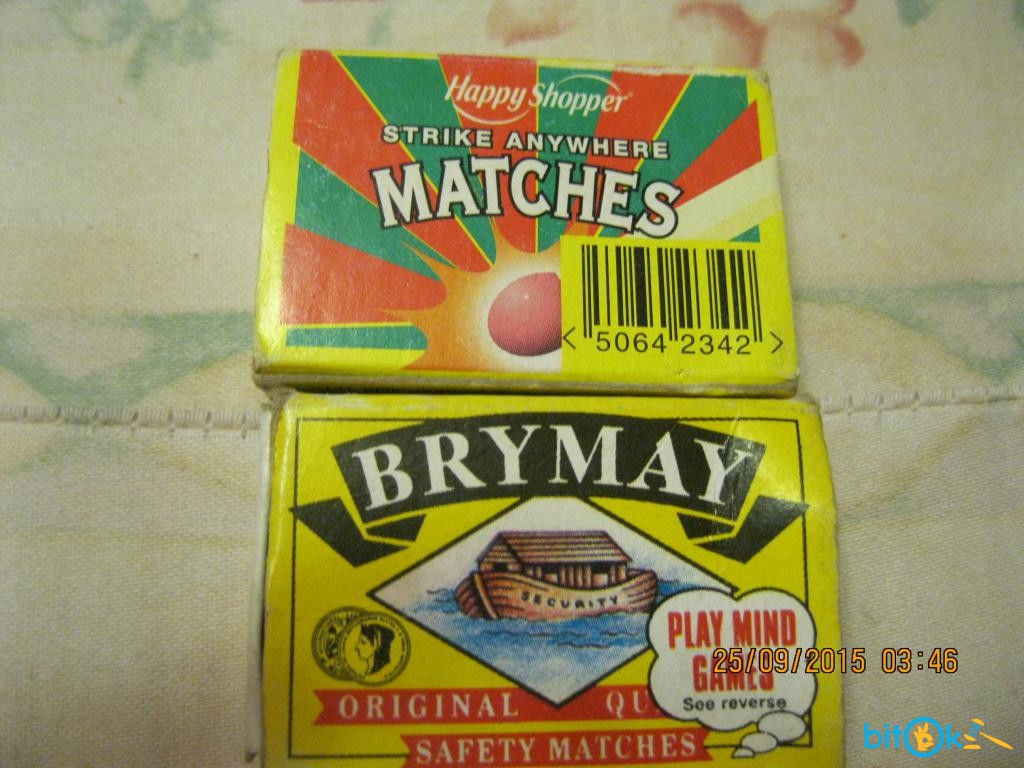 Happy Shopper
STRIKE ANYWHERE
MATCHES
< 5064 2342 >
BRYMAY
SECURITY
PLAY MIND
GAMES
See reverse
25/09/2015 03:46
ORIGINAL QU
SAFETY MATCHES
bitOk